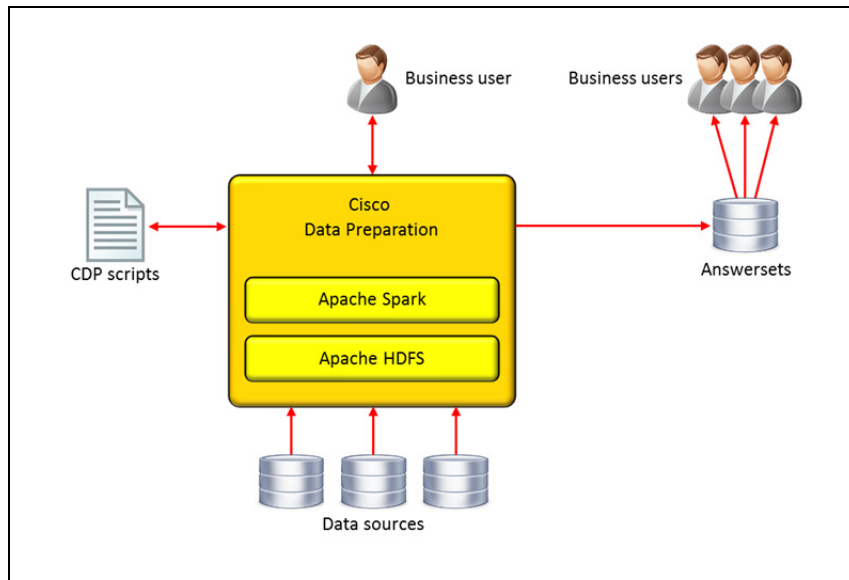 Business user
Business users
Cisco
Data Preparation
CDP scripts
Answersets
Apache Spark
Apache HDFS
Data sources